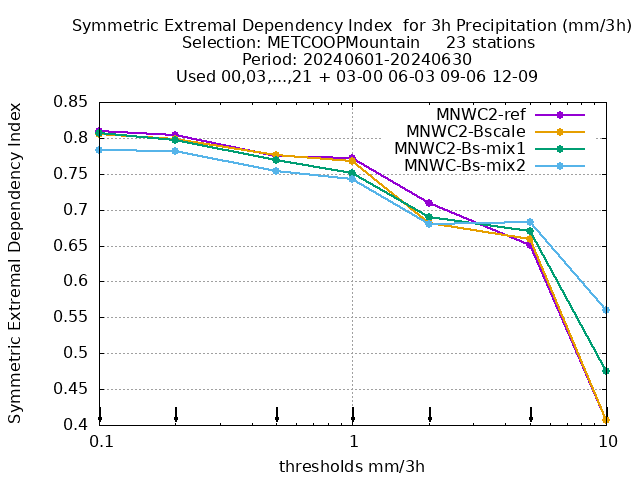 Symmetric Extremal Dependency Index  for 3h Precipitation (mm/3h)
Selection: METCOOPMountain     23 stations
Period: 20240601-20240630
Used 00,03,...,21 + 03-00 06-03 09-06 12-09
MNWC2-ref
MNWC2-Bscale
MNWC2-Bs-mix1
MNWC-Bs-mix2
Symmetric Extremal Dependency Index
0.85
0.8
0.75
0.7
0.65
0.6
0.55
0.5
0.45
0.4
0.1
1
10
thresholds mm/3h